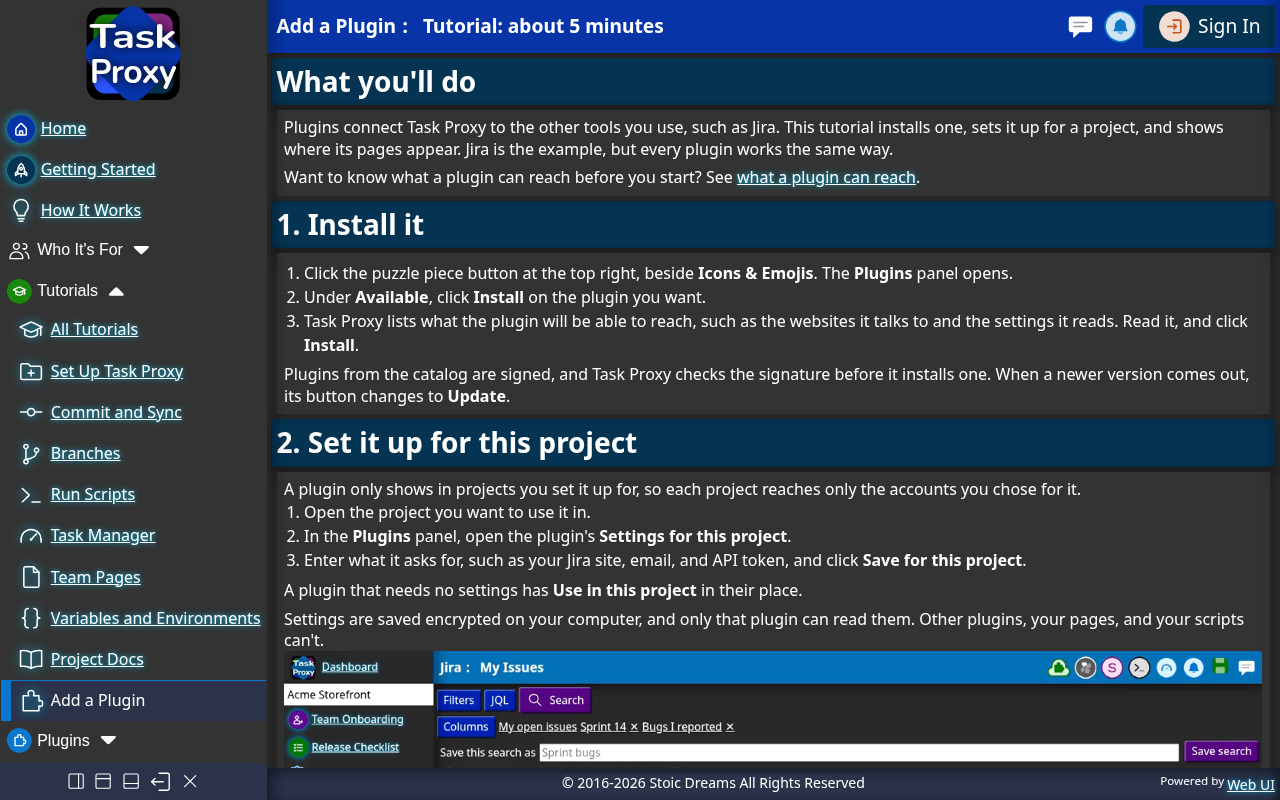 Task
Proxy
Home
Getting Started
How It Works
Who It's For
Tutorials
All Tutorials
Set Up Task Proxy
Commit and Sync
Branches
Run Scripts
Task Manager
Team Pages
Variables and Environments
Project Docs
Add a Plugin
Plugins
Add a Plugin : Tutorial: about 5 minutes
Sign In
What you'll do
Plugins connect Task Proxy to the other tools you use, such as Jira. This tutorial installs one, sets it up for a project, and shows
where its pages appear. Jira is the example, but every plugin works the same way.
Want to know what a plugin can reach before you start? See what a plugin can reach.
1. Install it
1. Click the puzzle piece button at the top right, beside Icons & Emojis. The Plugins panel opens.
2. Under Available, click Install on the plugin you want.
3. Task Proxy lists what the plugin will be able to reach, such as the websites it talks to and the settings it reads. Read it, and click
Install.
Plugins from the catalog are signed, and Task Proxy checks the signature before it installs one. When a newer version comes out,
its button changes to Update.
2. Set it up for this project
A plugin only shows in projects you set it up for, so each project reaches only the accounts you chose for it.
1. Open the project you want to use it in.
2. In the Plugins panel, open the plugin's Settings for this project.
3. Enter what it asks for, such as your Jira site, email, and API token, and click Save for this project.
A plugin that needs no settings has Use in this project in their place.
Settings are saved encrypted on your computer, and only that plugin can read them. Other plugins, your pages, and your scripts
can't.
Task
Proxy
Dashboard
Acme Storefront
Team Onboarding
Release Checklist
Jira : My Issues
S
Filters
JQL
Search
Columns
My open issues Sprint 14 × Bugs I reported ×
Save this search as
Sprint bugs
Save search
© 2016-2026 Stoic Dreams All Rights Reserved
Powered by Web UI